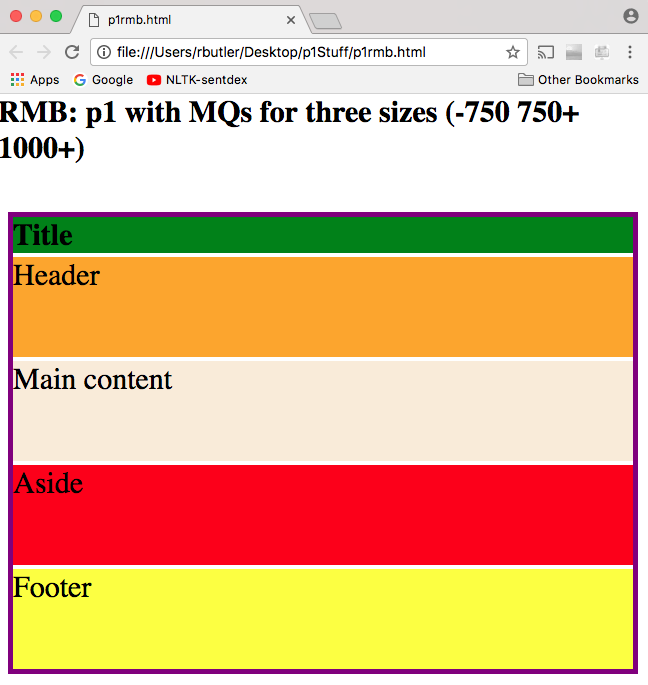 p1rmb.html
file:///Users/rbutler/Desktop/p1Stuff/p1rmb.html
Apps Google NLTK-sentdex Other Bookmarks
RMB: p1 with MQs for three sizes (-750 750+
1000+)
Title
Header
Main content
Aside
Footer